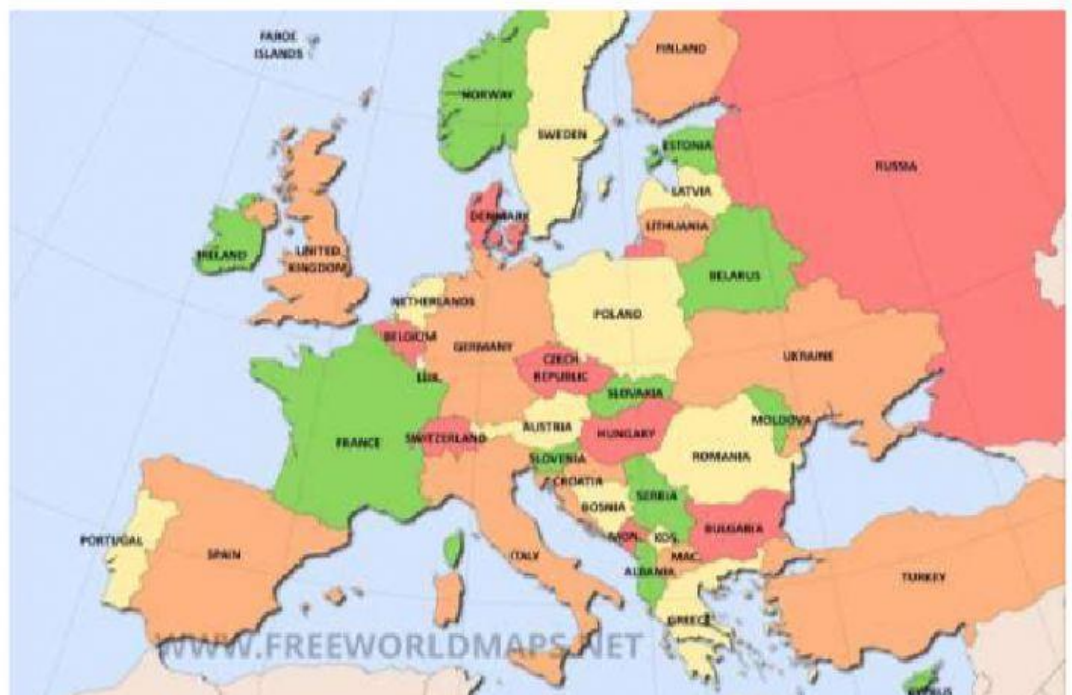 FAROE
ISLANDS
FINLAND
NORWAY
SWEDEN
ESTONIA
RUSSIA
LATVIA
DENMARK
LITHUANIA
IRELAND
UNITED
KINGDOM
BELARUS
NETHERLANDS
POLAND
BELGIUM
GERMANY
UKRAINE
CZECH
REPUBLIC
LUX.
SLOVAKIA
MOLDOVA
AUSTRIA
FRANCE
SWITZERLAND
HUNGARY
ROMANIA
SLOVENIA
CROATIA
SERBIA
BOSNIA
BULGARIA
PORTUGAL
SPAIN
ITALY
MON.
KOS.
MAC.
ALBANIA
TURKEY
GREECE
WWW.FREEWORLDMAPS.NET